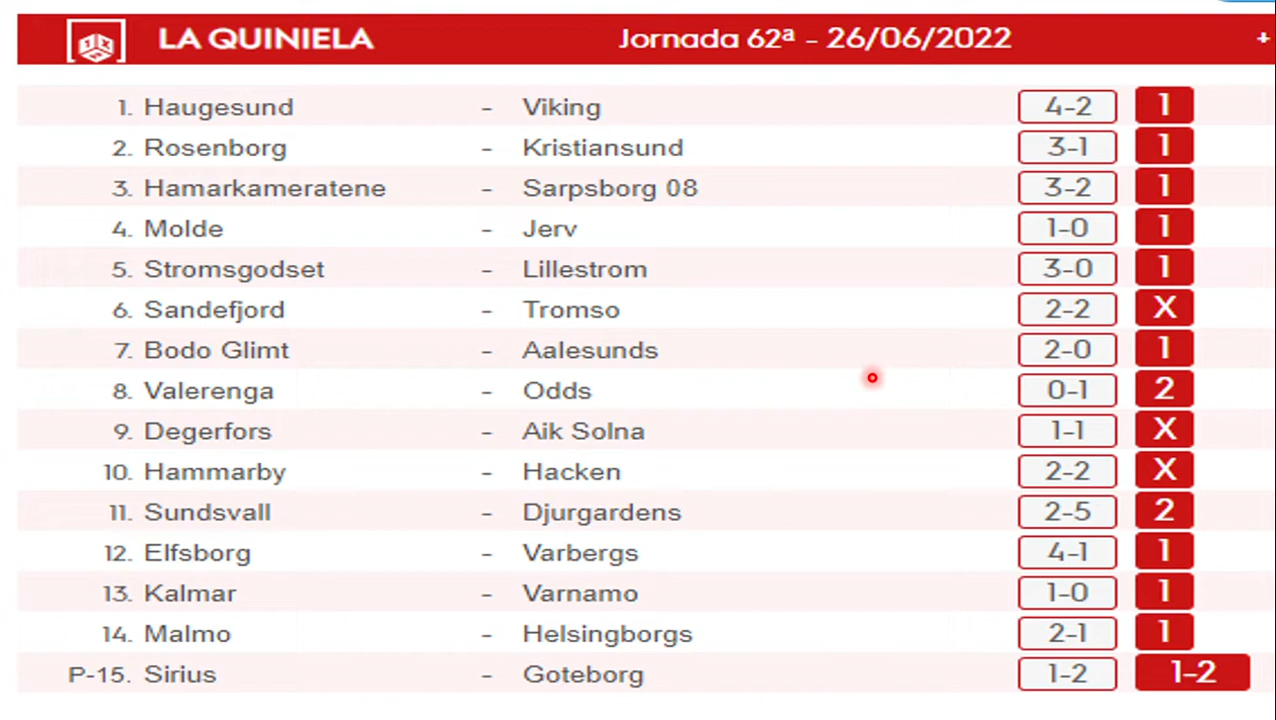 LA QUINIELA Jornada 62ª - 26/06/2022 +
1. Haugesund - Viking 4-2 1
2. Rosenborg - Kristiansund 3-1 1
3. Hamarkameratene - Sarpsborg 08 3-2 1
4. Molde - Jerv 1-0 1
5. Stromsgodset - Lillestrom 3-0 1
6. Sandefjord - Tromso 2-2 X
7. Bodo Glimt - Aalesunds 2-0 1
8. Valerenga - Odds 0-1 2
9. Degerfors - Aik Solna 1-1 X
10. Hammarby - Hacken 2-2 X
11. Sundsvall - Djurgardens 2-5 2
12. Elfsborg - Varbergs 4-1 1
13. Kalmar - Varnamo 1-0 1
14. Malmo - Helsingborgs 2-1 1
P-15. Sirius - Goteborg 1-2 1-2